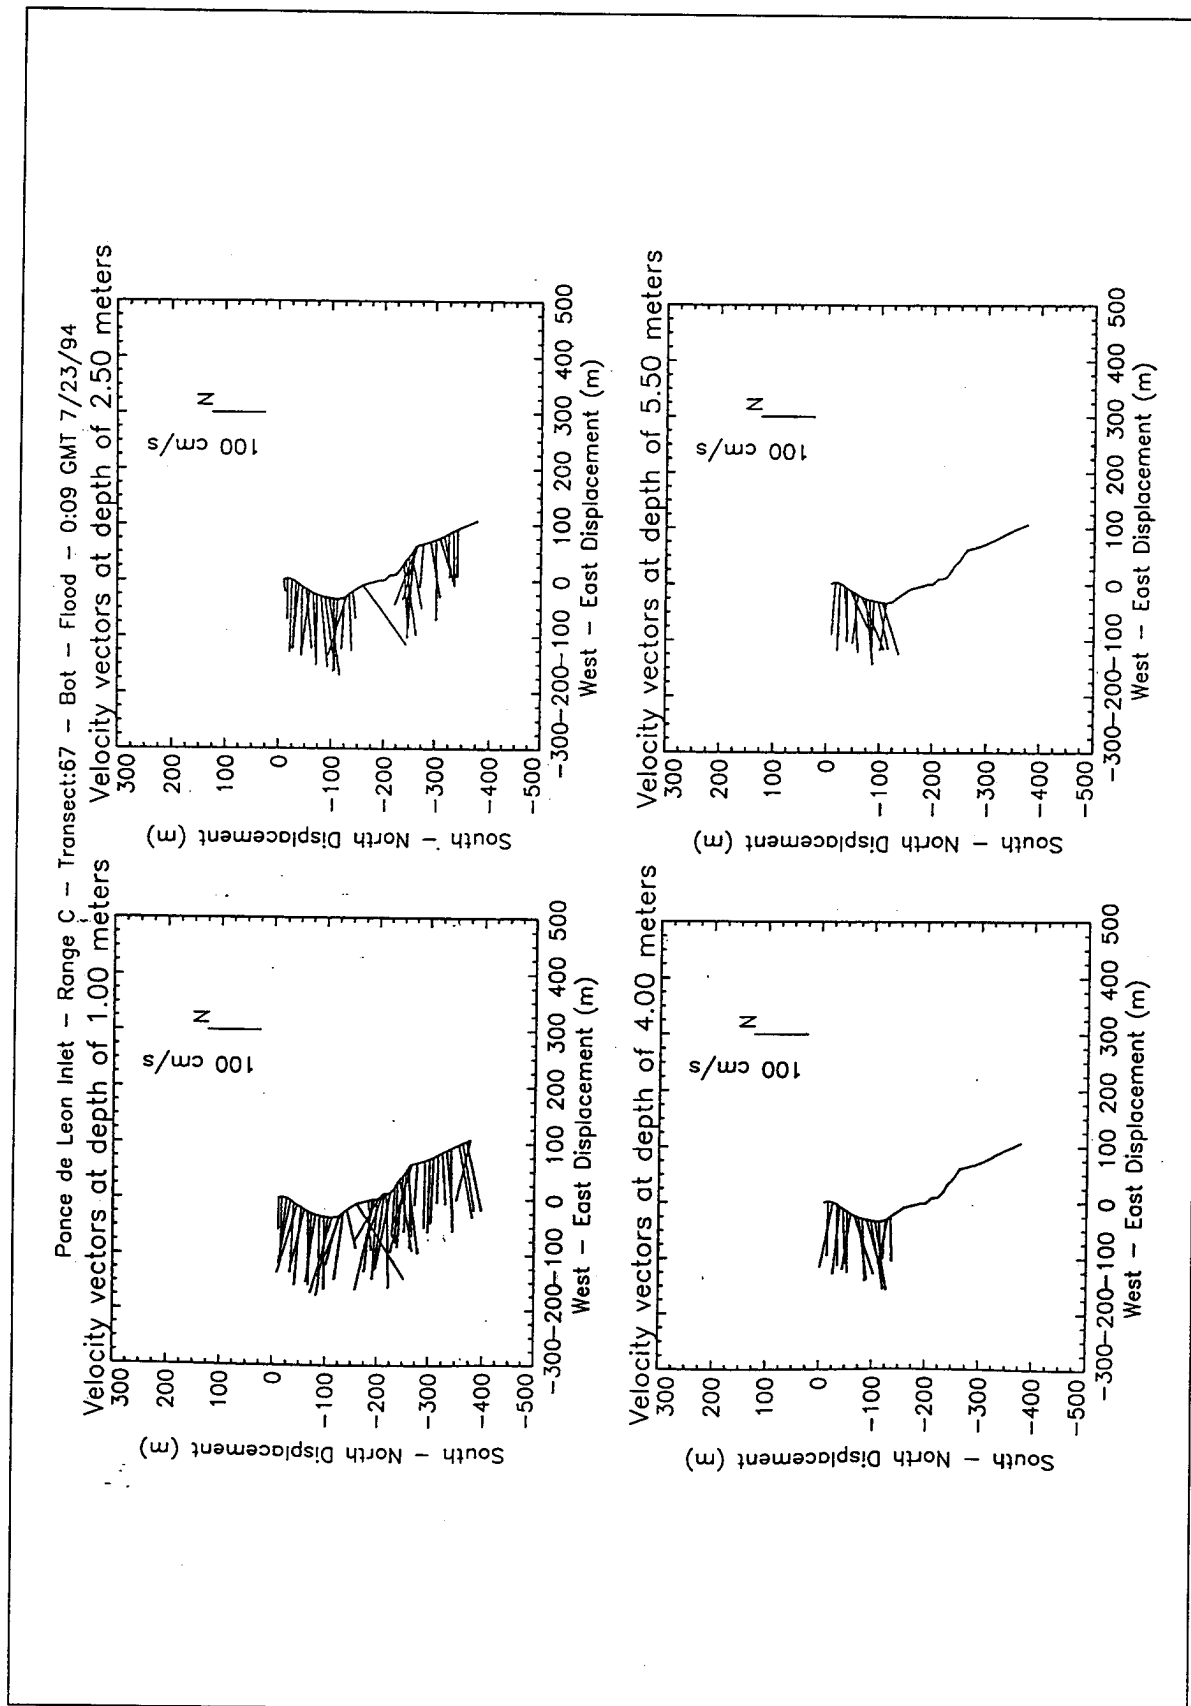 Ponce de Leon Inlet – Range C – Transect:67 – Bot – Flood – 0:09 GMT 7/23/94
Velocity vectors at depth of 1.00 meters
300
200
100
0
-100
-200
-300
-400
-500
South – North Displacement (m)
100 cm/s
N
-300-200-100 0 100 200 300 400 500
West – East Displacement (m)
Velocity vectors at depth of 2.50 meters
300
200
100
0
-100
-200
-300
-400
-500
South – North Displacement (m)
100 cm/s
N
-300-200-100 0 100 200 300 400 500
West – East Displacement (m)
Velocity vectors at depth of 4.00 meters
300
200
100
0
-100
-200
-300
-400
-500
South – North Displacement (m)
100 cm/s
N
-300-200-100 0 100 200 300 400 500
West – East Displacement (m)
Velocity vectors at depth of 5.50 meters
300
200
100
0
-100
-200
-300
-400
-500
South – North Displacement (m)
100 cm/s
N
-300-200-100 0 100 200 300 400 500
West – East Displacement (m)